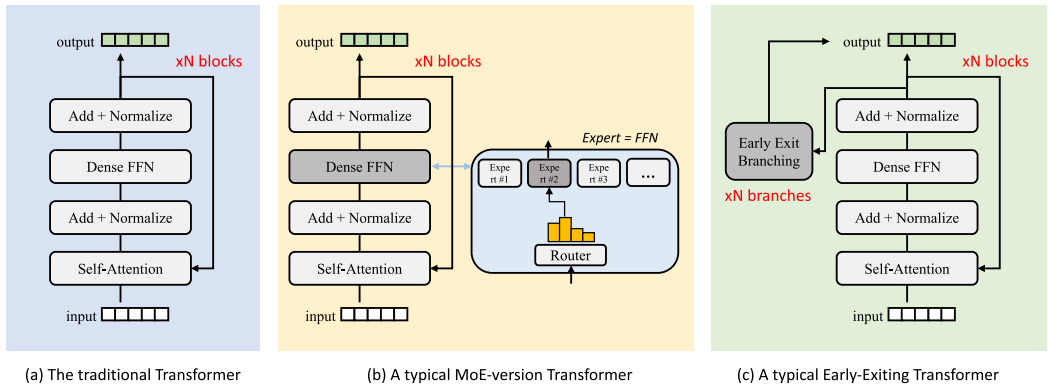 output
xN blocks
Add + Normalize
Dense FFN
Add + Normalize
Self-Attention
input
(a) The traditional Transformer
output
xN blocks
Add + Normalize
Dense FFN
Add + Normalize
Self-Attention
input
Expert = FFN
Expe
rt #1
Expe
rt #2
Expe
rt #3
...
Router
(b) A typical MoE-version Transformer
output
xN blocks
Add + Normalize
Early Exit
Branching
xN branches
Dense FFN
Add + Normalize
Self-Attention
input
(c) A typical Early-Exiting Transformer